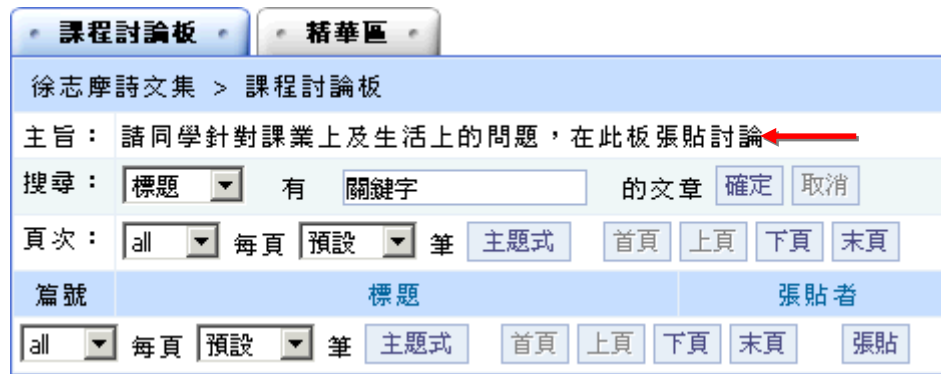 課程討論板 精華區
徐志摩詩文集 > 課程討論板
主旨： 諸同學針對課業上及生活上的問題，在此板張貼討論
搜尋： 標題 有 關鍵字 的文章 確定 取消
頁次： all 每頁 預設 筆 主題式 首頁 上頁 下頁 末頁
篇號 標題 張貼者
all 每頁 預設 筆 主題式 首頁 上頁 下頁 末頁 張貼